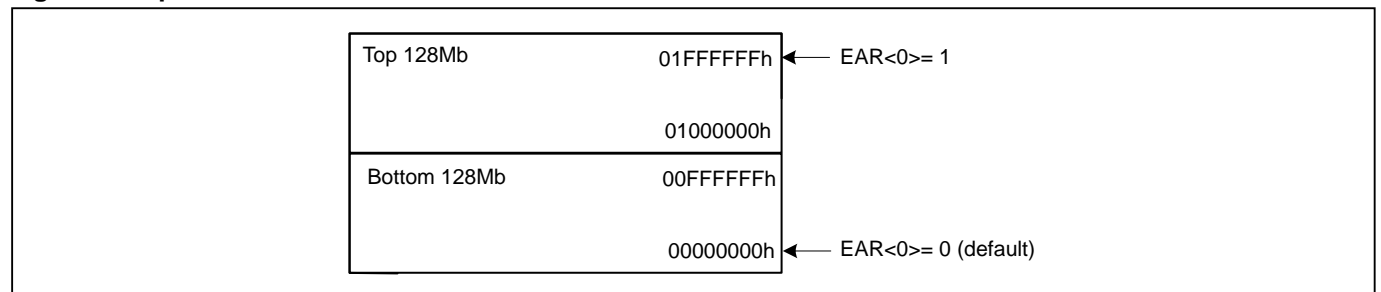 Top 128Mb 01FFFFFFh EAR<0>= 1
01000000h
Bottom 128Mb 00FFFFFFh
00000000h EAR<0>= 0 (default)